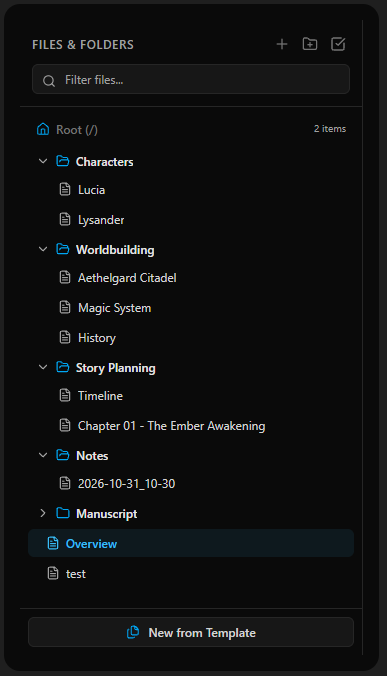 FILES & FOLDERS
Filter files...
Root (/) 2 items
Characters
Lucia
Lysander
Worldbuilding
Aethelgard Citadel
Magic System
History
Story Planning
Timeline
Chapter 01 - The Ember Awakening
Notes
2026-10-31_10-30
Manuscript
Overview
test
New from Template